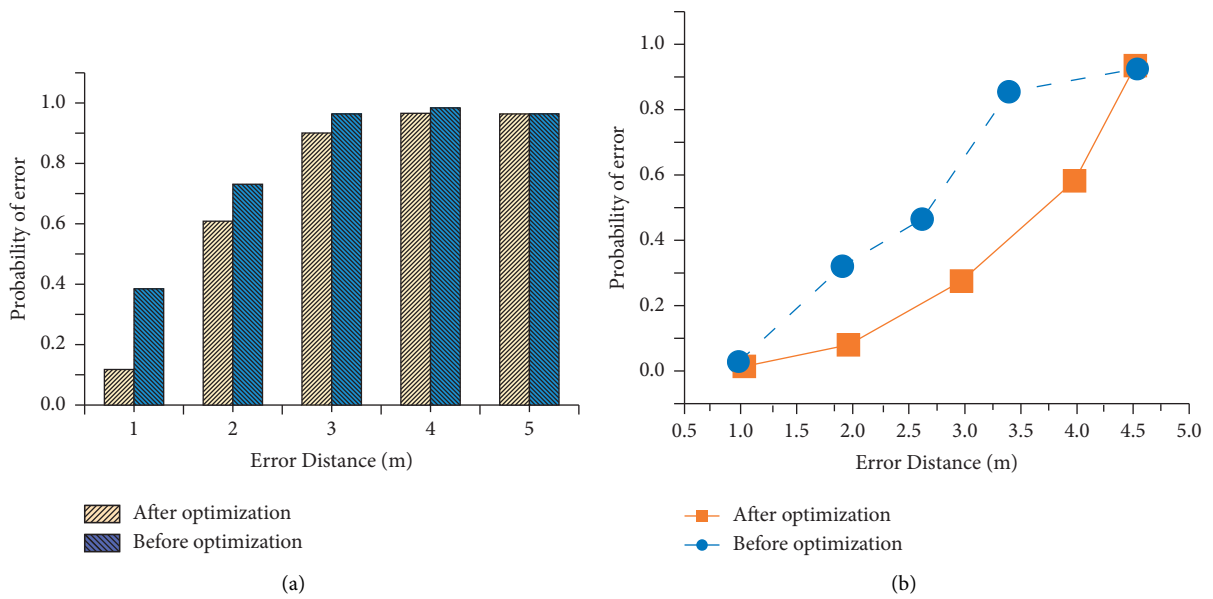 1.0
0.8
0.6
0.4
0.2
0.0
Probability of error
1 2 3 4 5
Error Distance (m)
After optimization
Before optimization
(a)
1.0
0.8
0.6
0.4
0.2
0.0
Probability of error
0.5 1.0 1.5 2.0 2.5 3.0 3.5 4.0 4.5 5.0
Error Distance (m)
After optimization
Before optimization
(b)